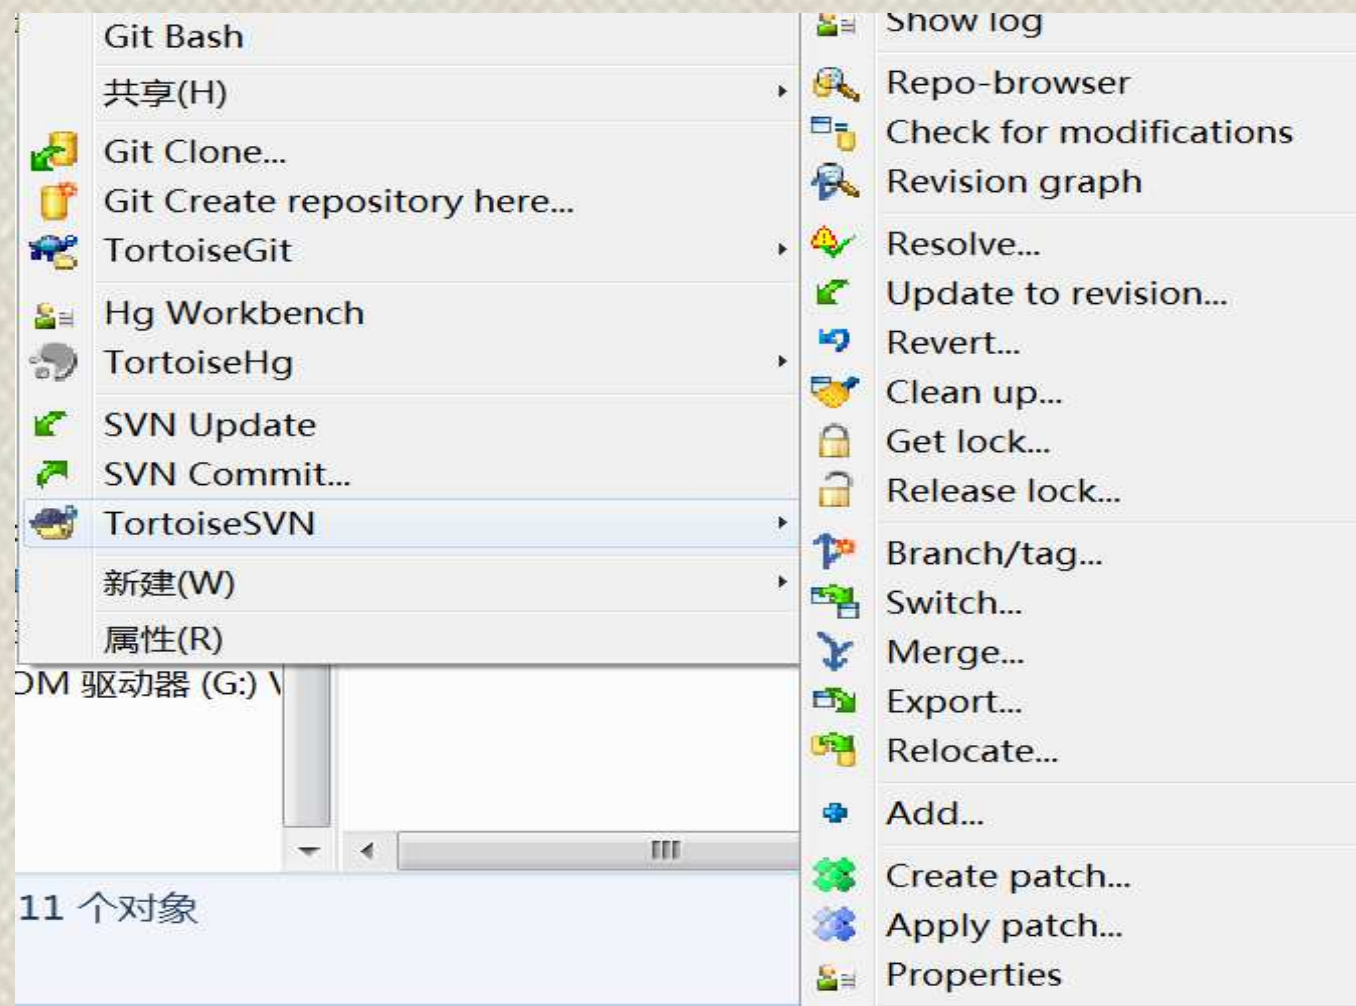 Git Bash
共享(H)
Git Clone...
Git Create repository here...
TortoiseGit
Hg Workbench
TortoiseHg
SVN Update
SVN Commit...
TortoiseSVN
新建(W)
属性(R)
OM 驱动器 (G:) V
11 个对象
Show log
Repo-browser
Check for modifications
Revision graph
Resolve...
Update to revision...
Revert...
Clean up...
Get lock...
Release lock...
Branch/tag...
Switch...
Merge...
Export...
Relocate...
Add...
Create patch...
Apply patch...
Properties